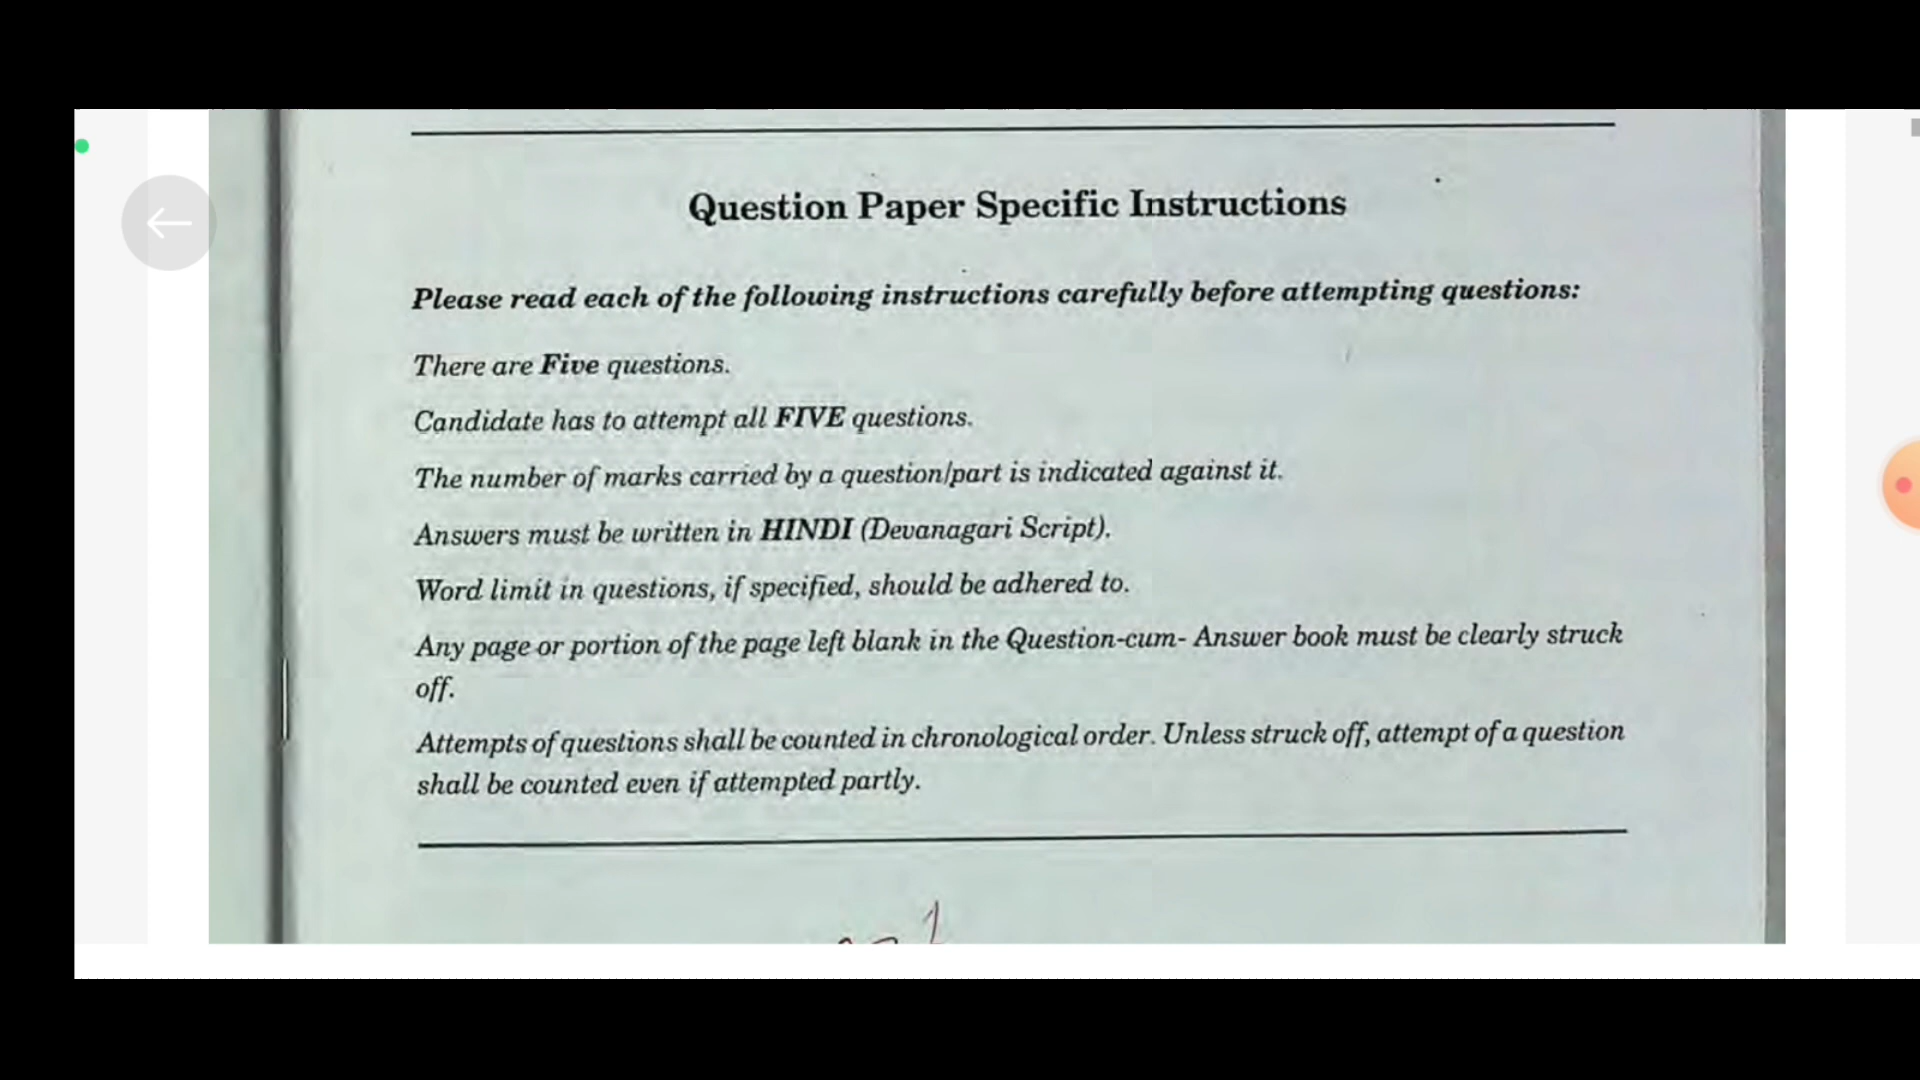 Question Paper Specific Instructions
Please read each of the following instructions carefully before attempting questions:
There are Five questions.
Candidate has to attempt all FIVE questions.
The number of marks carried by a question/part is indicated against it.
Answers must be written in HINDI (Devanagari Script).
Word limit in questions, if specified, should be adhered to.
Any page or portion of the page left blank in the Question-cum- Answer book must be clearly struck
off.
Attempts of questions shall be counted in chronological order. Unless struck off, attempt of a question
shall be counted even if attempted partly.